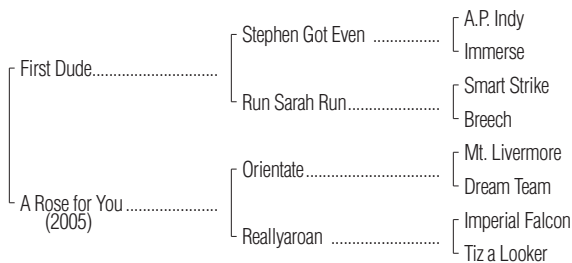 A.P. Indy
Stephen Got Even ................
Immerse
First Dude..............................
Smart Strike
Run Sarah Run......................
Breech
Mt. Livermore
Orientate................................
Dream Team
A Rose for You ......................
(2005)
Imperial Falcon
Reallyaroan ..........................
Tiz a Looker